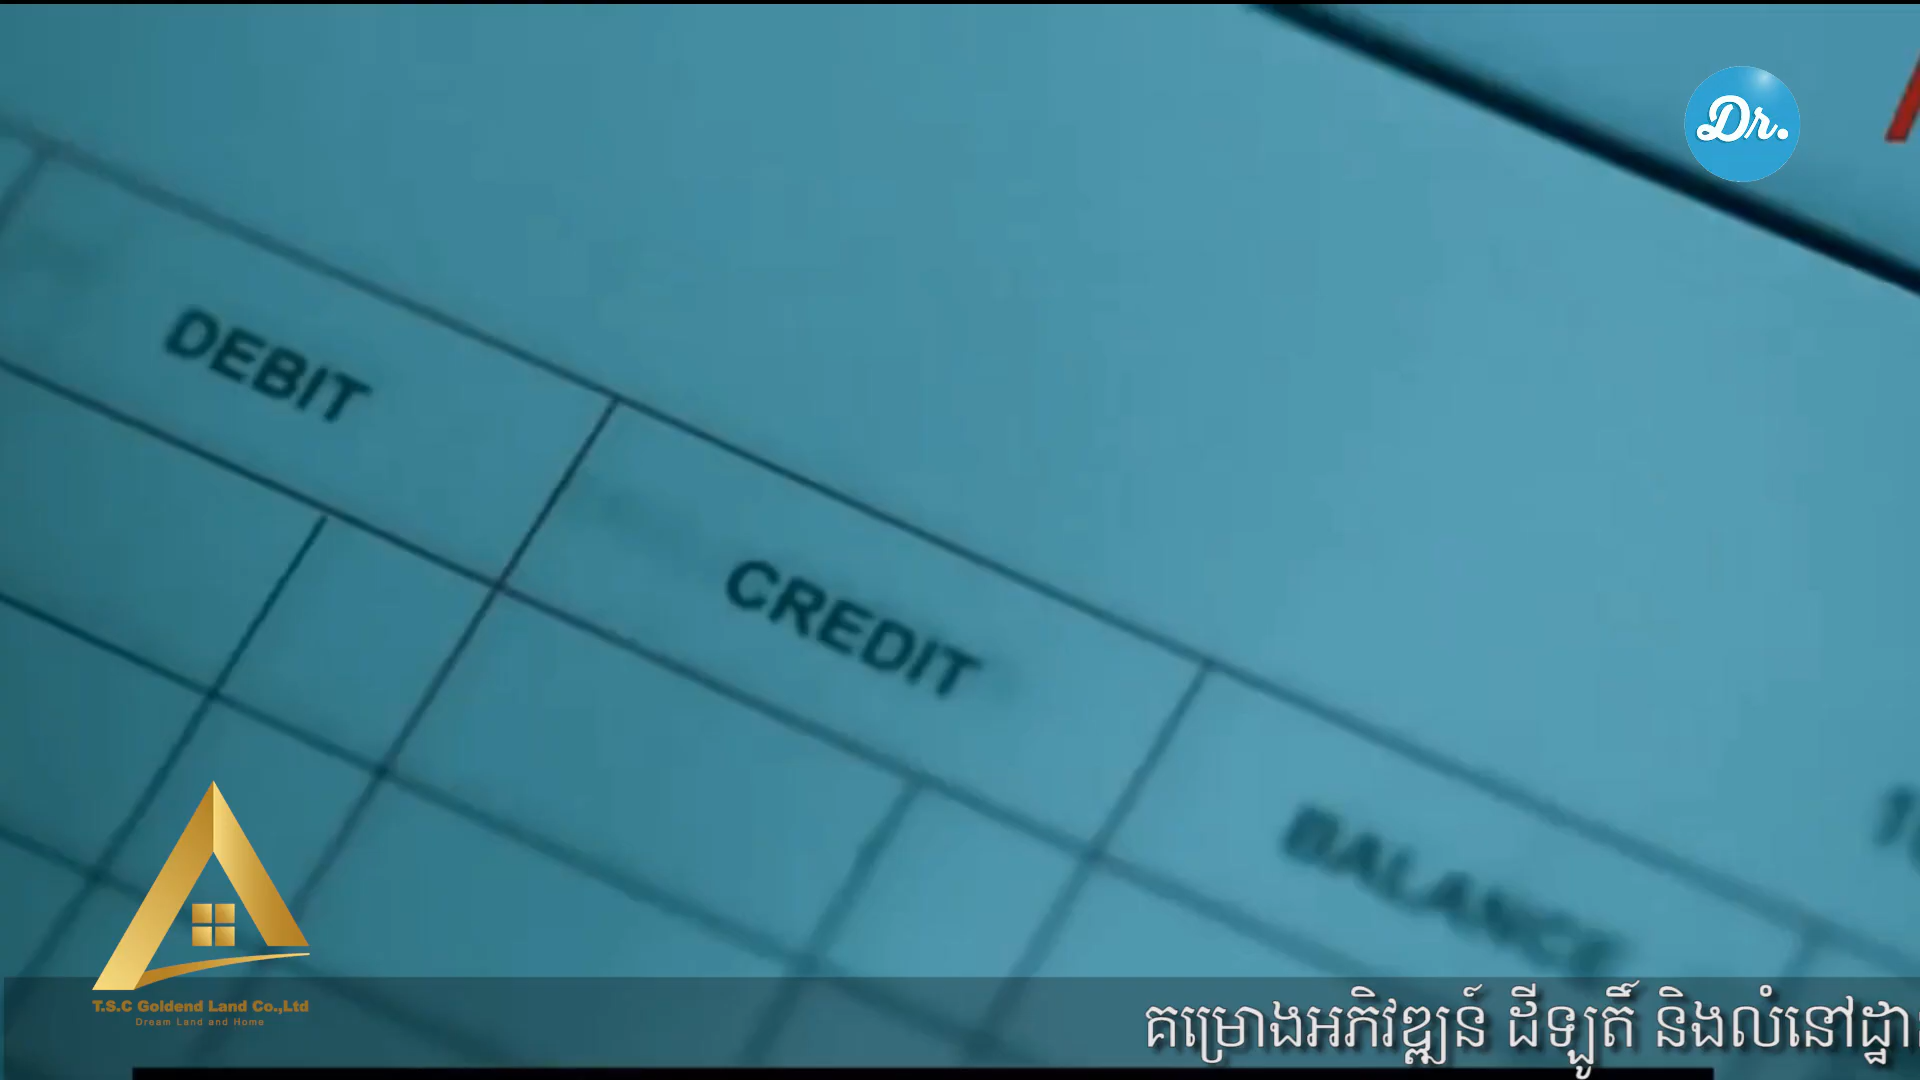 Dr.
DEBIT
CREDIT
BALANCE
T.S.C Goldend Land Co.,Ltd
Dream Land and Home
គម្រោងអភិវឌ្ឍន៍ ដីឡូតិ៍ និងលំនៅដ្ឋា